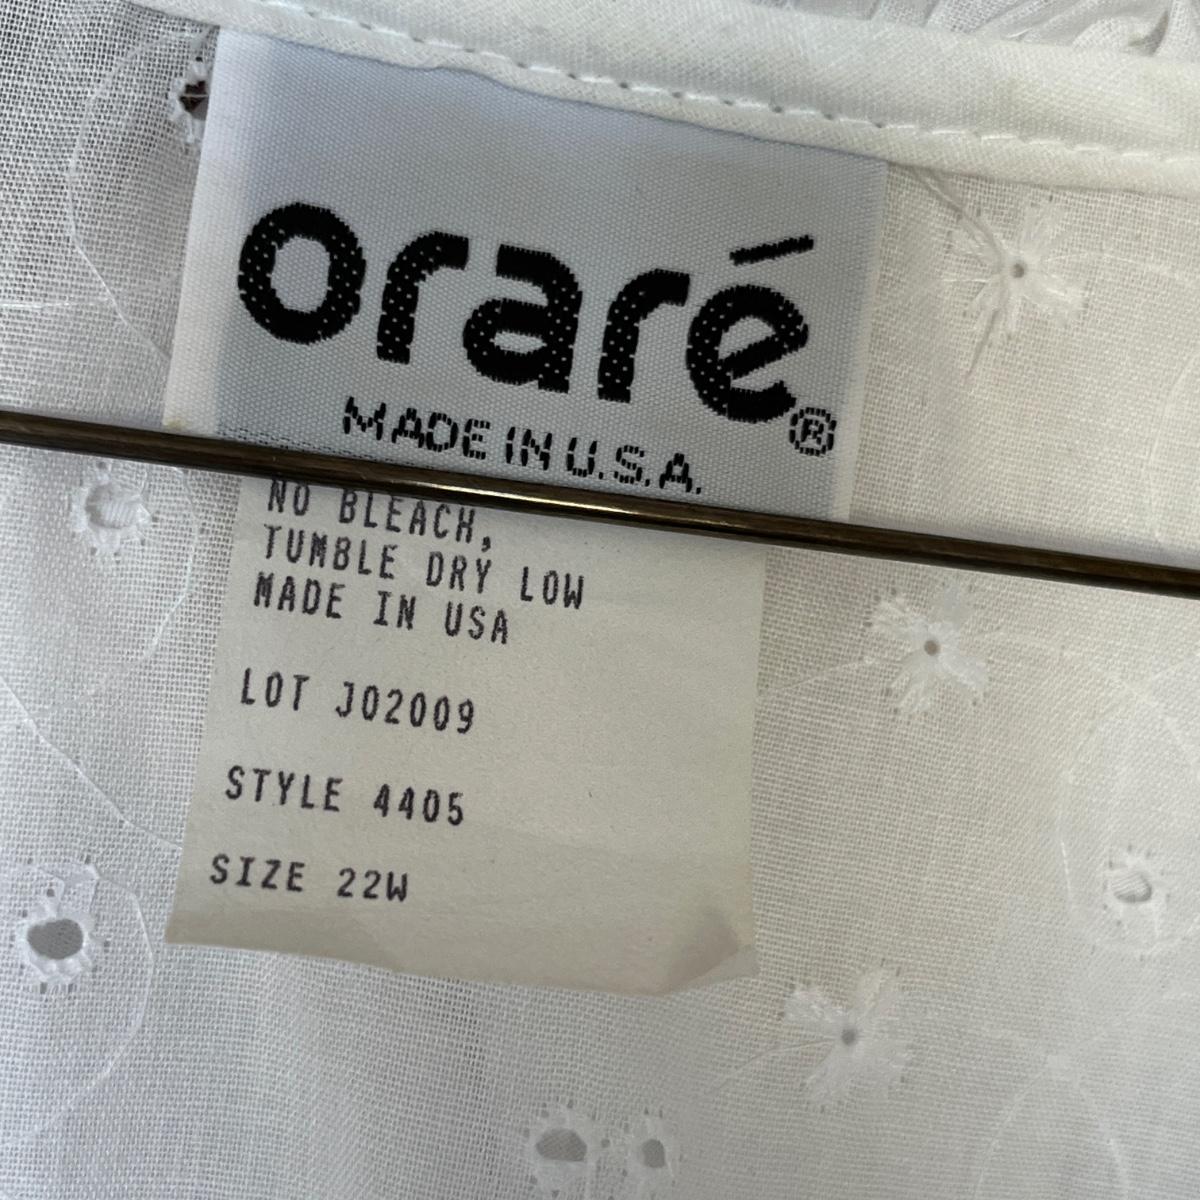 oraré®
MADE IN U.S.A.
NO BLEACH,
TUMBLE DRY LOW
MADE IN USA
LOT J02009
STYLE 4405
SIZE 22W